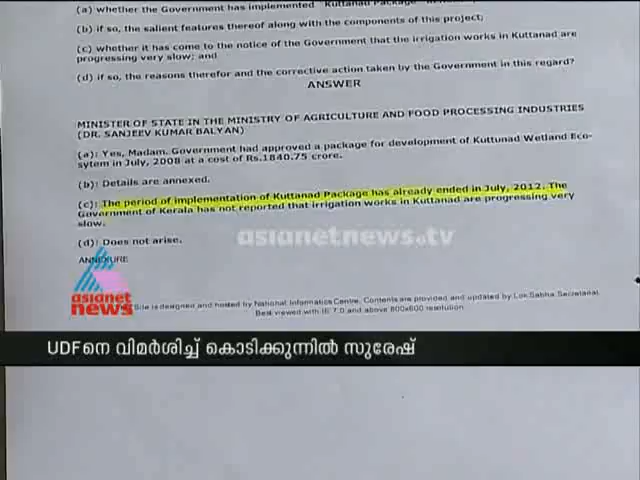 (a) whether the Government has implemented "Kuttanad Package"
(b) if so, the salient features thereof along with the components of this project;
(c) whether it has come to the notice of the Government that the irrigation works in Kuttanad are
progressing very slow; and
(d) if so, the reasons therefor and the corrective action taken by the Government in this regard?
ANSWER
MINISTER OF STATE IN THE MINISTRY OF AGRICULTURE AND FOOD PROCESSING INDUSTRIES
(DR. SANJEEV KUMAR BALYAN)
(a): Yes, Madam. Government had approved a package for development of Kuttunad Wetland Eco-
sytem in July, 2008 at a cost of Rs.1840.75 crore.
(b): Details are annexed.
(c): The period of implementation of Kuttanad Package has already ended in July, 2012. The
Government of Kerala has not reported that irrigation works in Kuttanad are progressing very
slow.
(d): Does not arise.
asianetnews.tv
ANNEXURE
asianet
news
Site is designed and hosted by National Informatics Centre. Contents are provided and updated by Lok Sabha Secretariat.
Best viewed with IE 7.0 and above 800x600 resolution
UDFനെ വിമർശിച്ച് കൊടിക്കുന്നിൽ സുരേഷ്